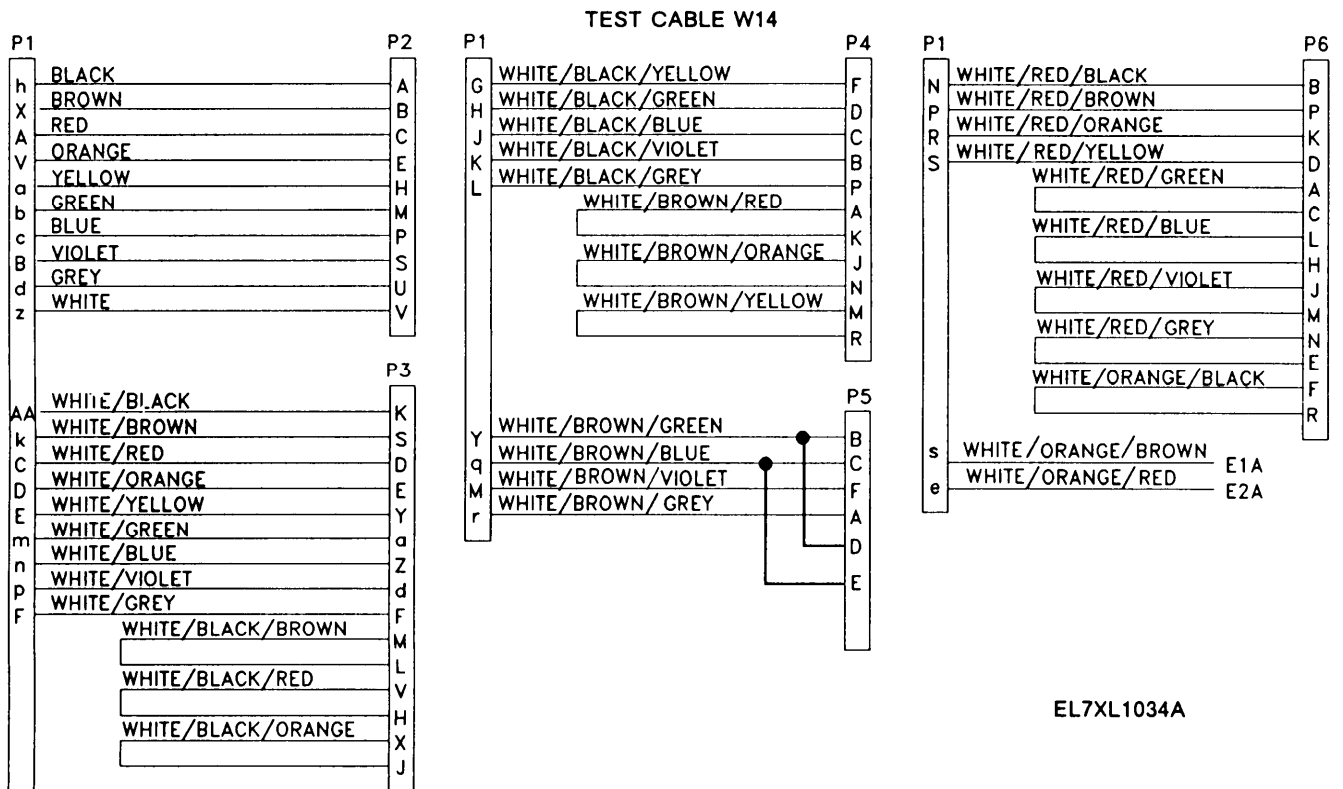 TEST CABLE W14
P1 P2
h BLACK A
X BROWN B
A RED C
V ORANGE E
a YELLOW H
b GREEN M
c BLUE P
B VIOLET S
d GREY U
z WHITE V
P3
AA WHITE/BLACK K
k WHITE/BROWN S
C WHITE/RED D
D WHITE/ORANGE E
E WHITE/YELLOW Y
m WHITE/GREEN a
n WHITE/BLUE Z
p WHITE/VIOLET d
F WHITE/GREY F
WHITE/BLACK/BROWN M
L
WHITE/BLACK/RED V
H
WHITE/BLACK/ORANGE X
J
P1 P4
G WHITE/BLACK/YELLOW F
H WHITE/BLACK/GREEN D
J WHITE/BLACK/BLUE C
K WHITE/BLACK/VIOLET B
L WHITE/BLACK/GREY P
WHITE/BROWN/RED A
K
WHITE/BROWN/ORANGE J
N
WHITE/BROWN/YELLOW M
R
P5
Y WHITE/BROWN/GREEN B
q WHITE/BROWN/BLUE C
M WHITE/BROWN/VIOLET F
r WHITE/BROWN/GREY A
D
E
P1 P6
N WHITE/RED/BLACK B
P WHITE/RED/BROWN P
R WHITE/RED/ORANGE K
S WHITE/RED/YELLOW D
WHITE/RED/GREEN A
C
WHITE/RED/BLUE L
H
WHITE/RED/VIOLET J
M
WHITE/RED/GREY N
E
WHITE/ORANGE/BLACK F
R
s WHITE/ORANGE/BROWN E1A
e WHITE/ORANGE/RED E2A
EL7XL1034A